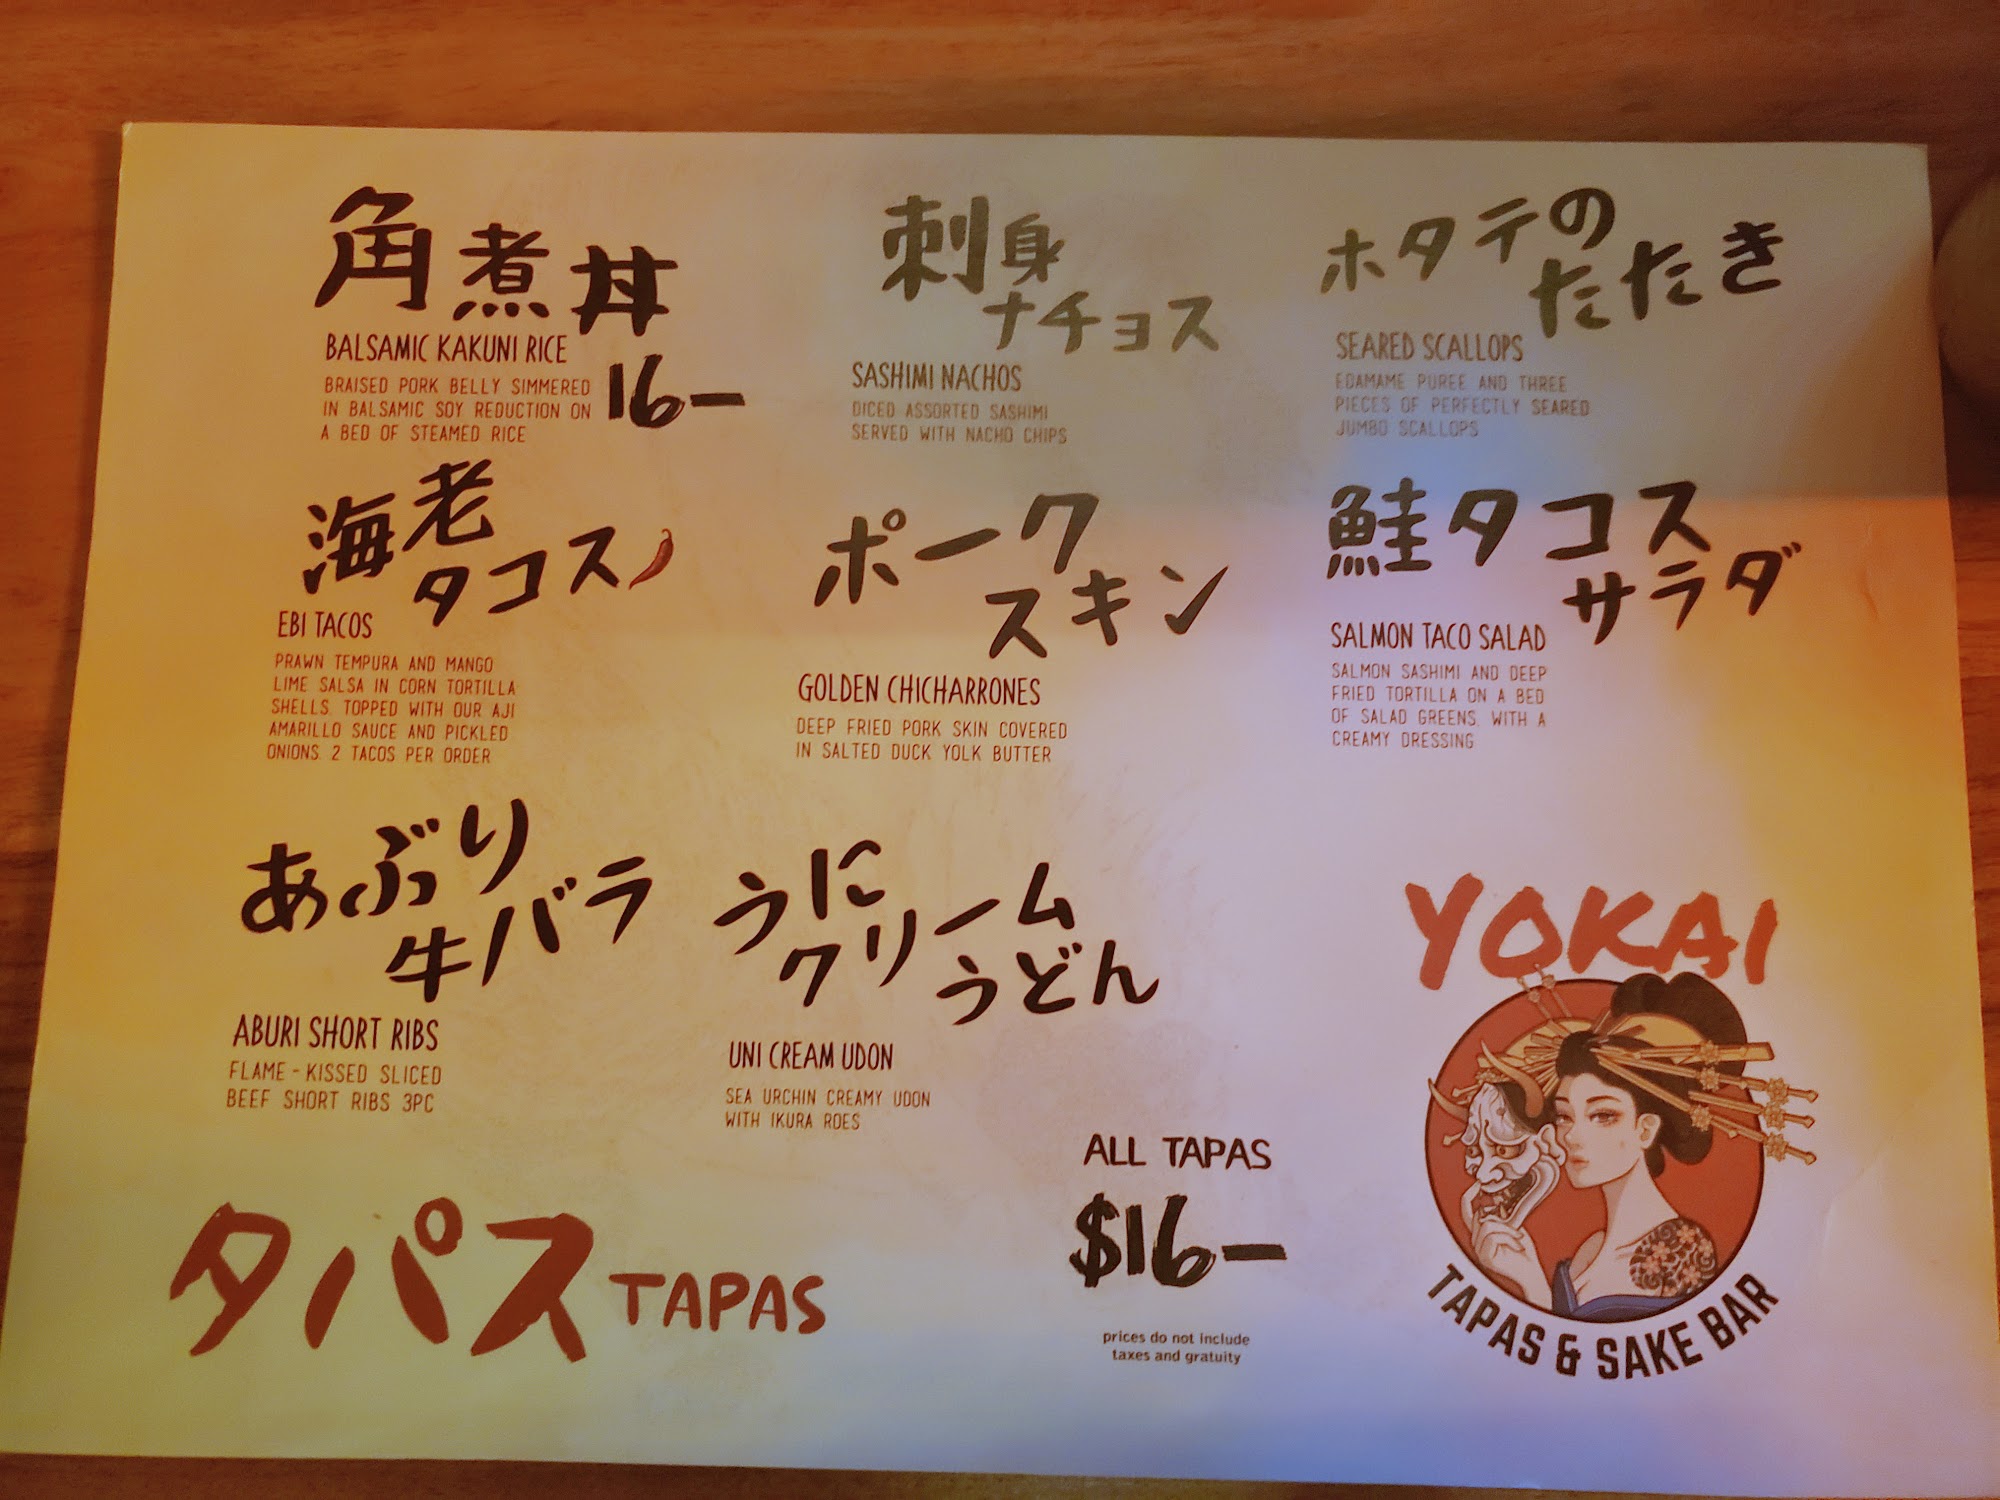 角煮丼
BALSAMIC KAKUNI RICE
BRAISED PORK BELLY SIMMERED
IN BALSAMIC SOY REDUCTION ON
A BED OF STEAMED RICE
16-
刺身
ナチョス
SASHIMI NACHOS
DICED ASSORTED SASHIMI
SERVED WITH NACHO CHIPS
ホタテの
たたき
SEARED SCALLOPS
EDAMAME PUREE AND THREE
PIECES OF PERFECTLY SEARED
JUMBO SCALLOPS
海老
タコス
EBI TACOS
PRAWN TEMPURA AND MANGO
LIME SALSA IN CORN TORTILLA
SHELLS, TOPPED WITH OUR AJI
AMARILLO SAUCE AND PICKLED
ONIONS. 2 TACOS PER ORDER
ポーク
スキン
GOLDEN CHICHARRONES
DEEP FRIED PORK SKIN COVERED
IN SALTED DUCK YOLK BUTTER
鮭タコス
サラダ
SALMON TACO SALAD
SALMON SASHIMI AND DEEP
FRIED TORTILLA ON A BED
OF SALAD GREENS, WITH A
CREAMY DRESSING
あぶり
牛バラ
ABURI SHORT RIBS
FLAME-KISSED SLICED
BEEF SHORT RIBS 3PC
うに
クリーム
うどん
UNI CREAM UDON
SEA URCHIN CREAMY UDON
WITH IKURA ROES
YOKAI
TAPAS & SAKE BAR
タパス TAPAS
ALL TAPAS
$16-
prices do not include
taxes and gratuity